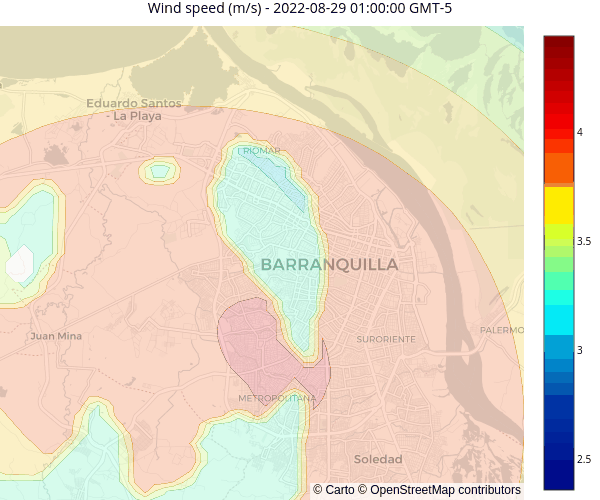 Wind speed (m/s) - 2022-08-29 01:00:00 GMT-5
Eduardo Santos
- La Playa
RIOMAR
BARRANQUILLA
Juan Mina
SURORIENTE
PALERMO
METROPOLITANA
Soledad
4
3.5
3
2.5
© Carto © OpenStreetMap contributors